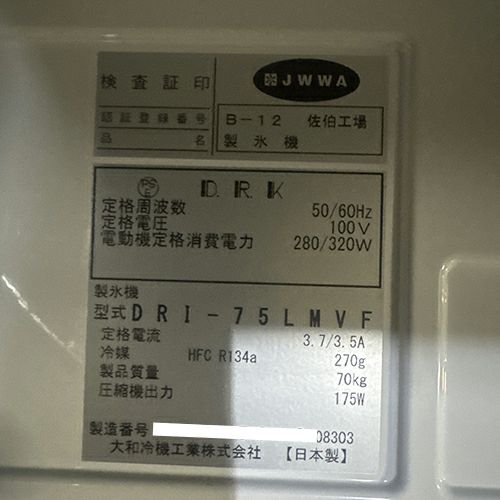 検査証印 JWWA
認証登録番号 B-12 佐伯工場
品名 製氷機
PSE D.R.K
定格周波数 50/60Hz
定格電圧 100V
電動機定格消費電力 280/320W
製氷機
型式 DRI-75LMVF
定格電流 3.7/3.5A
冷媒 HFC R134a 270g
製品質量 70kg
圧縮機出力 175W
製造番号 08303
大和冷機工業株式会社 【日本製】